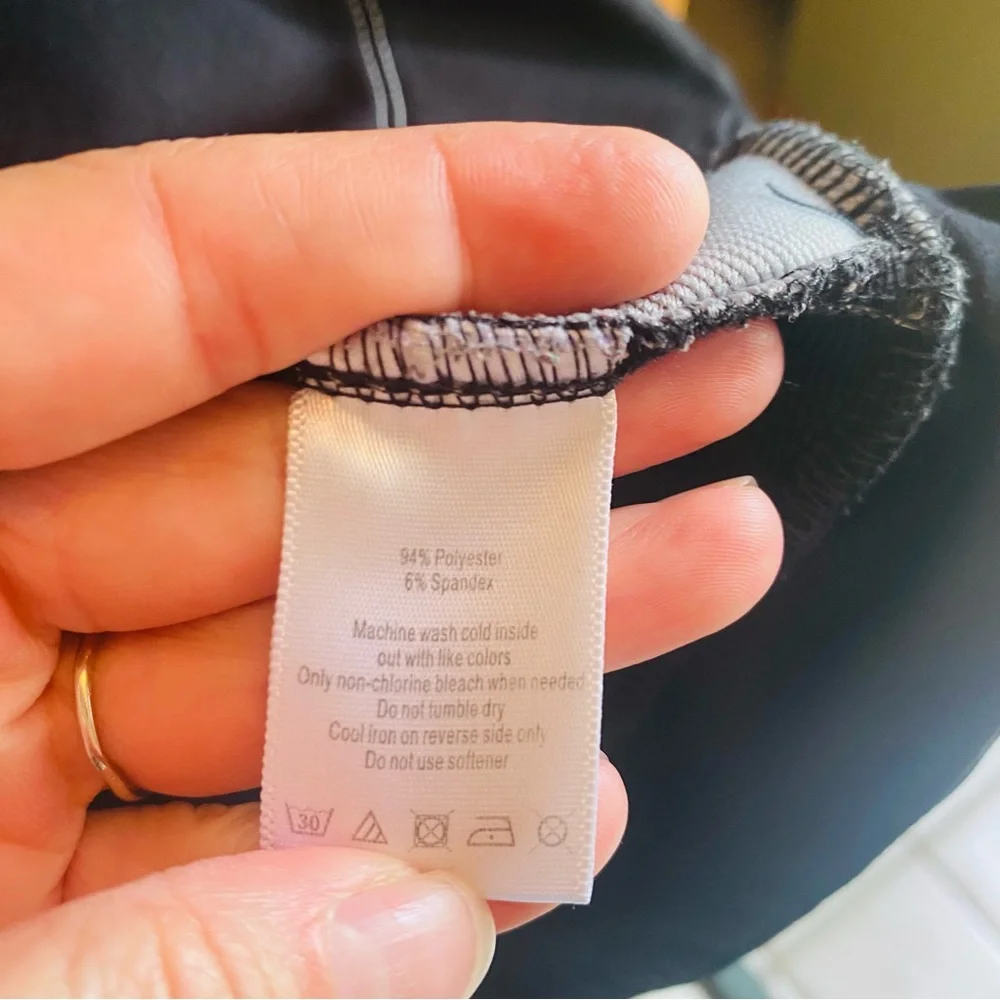 94% Polyester
6% Spandex
Machine wash cold inside
out with like colors
Only non-chlorine bleach when needed
Do not tumble dry
Cool iron on reverse side only
Do not use softener
30